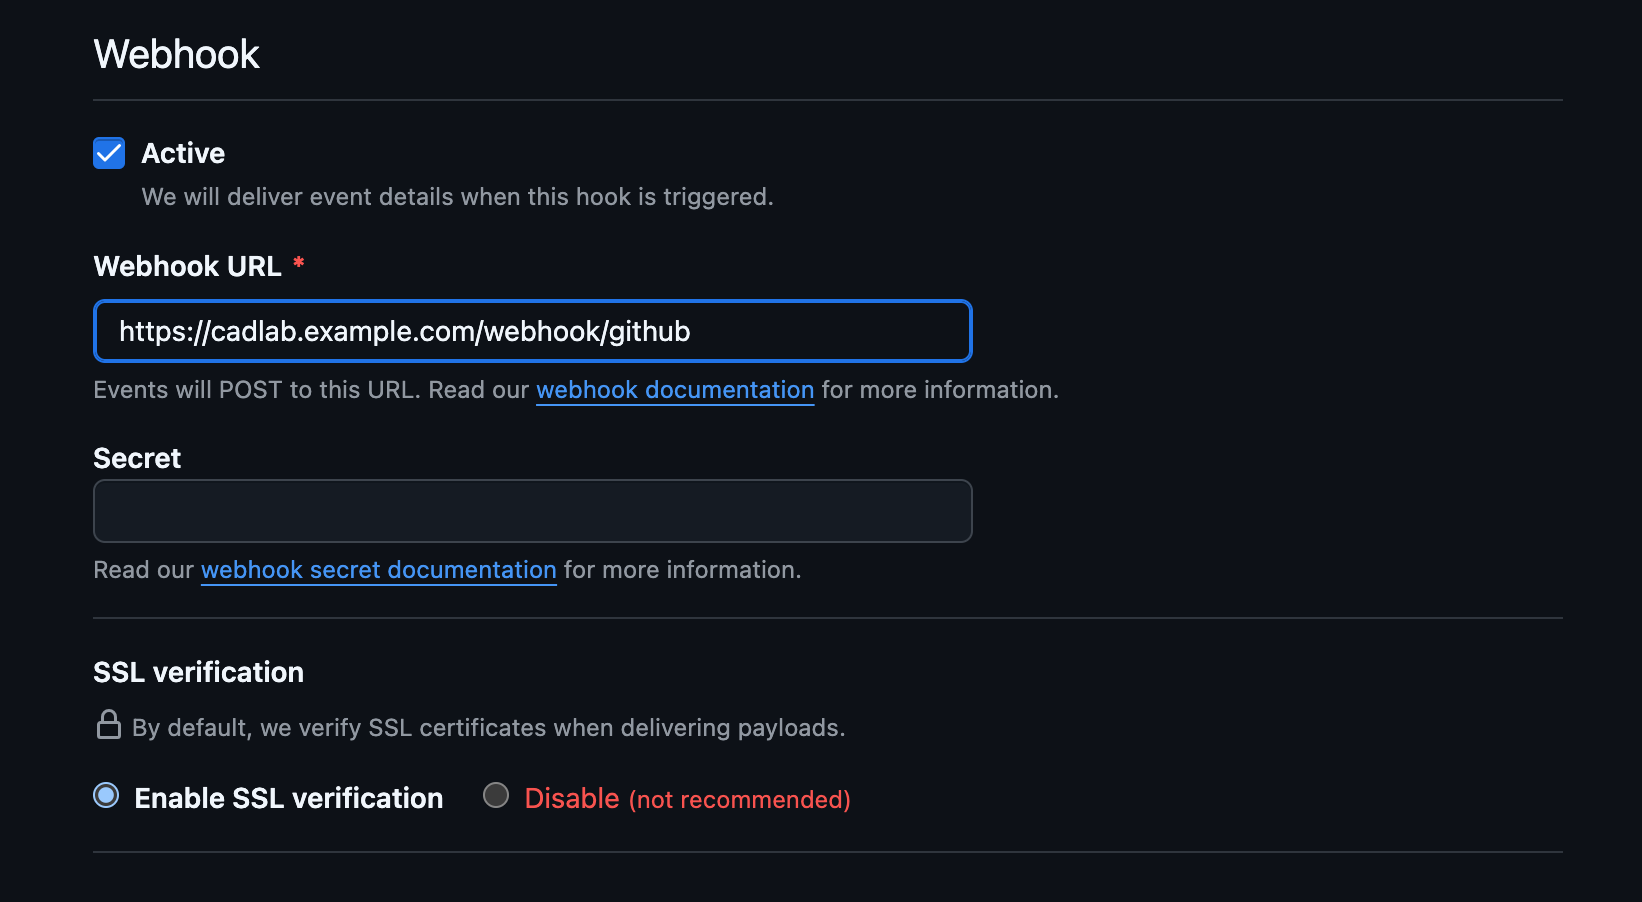 Webhook
Active
We will deliver event details when this hook is triggered.
Webhook URL *
https://cadlab.example.com/webhook/github
Events will POST to this URL. Read our webhook documentation for more information.
Secret
Read our webhook secret documentation for more information.
SSL verification
By default, we verify SSL certificates when delivering payloads.
Enable SSL verification Disable (not recommended)